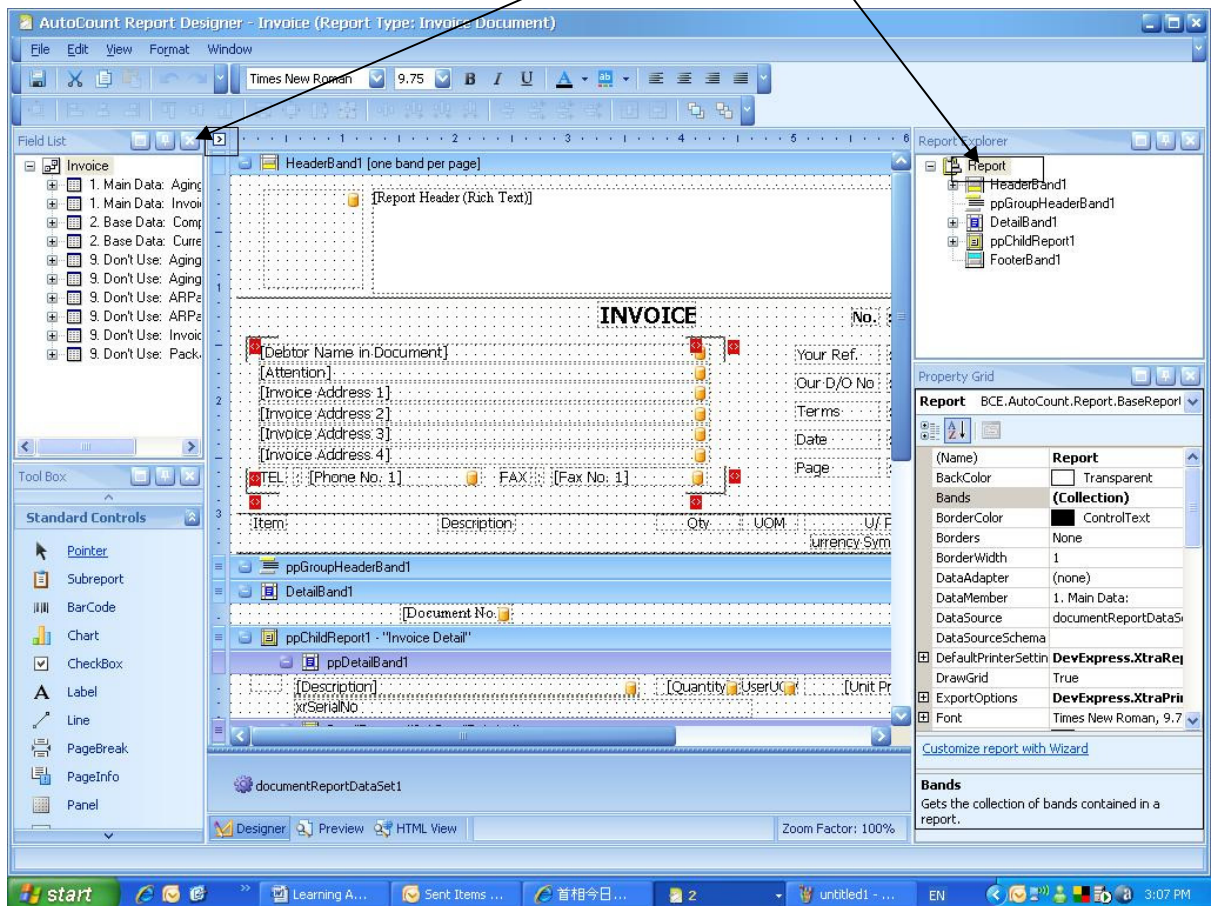 AutoCount Report Designer - Invoice (Report Type: Invoice Document)
File Edit View Format Window
Times New Roman 9.75 B I U A ab
Field List
Invoice
1. Main Data: Aging
1. Main Data: Invoi
2. Base Data: Comp
2. Base Data: Curre
9. Don't Use: Aging
9. Don't Use: Aging
9. Don't Use: ARPa
9. Don't Use: ARPa
9. Don't Use: Invoic
9. Don't Use: Pack
Tool Box
Standard Controls
Pointer
Subreport
BarCode
Chart
CheckBox
A Label
Line
PageBreak
PageInfo
Panel
1 2 3 4 5 6
HeaderBand1 [one band per page]
[Report Header (Rich Text)]
1
INVOICE
No. :
[Debtor Name in Document]
Your Ref.
[Attention]
Our D/O No
[Invoice Address 1]
2
[Invoice Address 2]
Terms
[Invoice Address 3]
Date
[Invoice Address 4]
Page
TEL : [Phone No. 1] FAX : [Fax No. 1]
3
Item Description Qty UOM U/ P
urrency Sym
ppGroupHeaderBand1
DetailBand1
[Document No.
ppChildReport1 - "Invoice Detail"
ppDetailBand1
[Description] [Quantity UserUO [Unit Pr
xrSerialNo
documentReportDataSet1
Designer Preview HTML View Zoom Factor: 100%
Report Explorer
Report
HeaderBand1
ppGroupHeaderBand1
DetailBand1
ppChildReport1
FooterBand1
Property Grid
Report BCE.AutoCount.Report.BaseReport
(Name) Report
BackColor Transparent
Bands (Collection)
BorderColor ControlText
Borders None
BorderWidth 1
DataAdapter (none)
DataMember 1. Main Data:
DataSource documentReportDataS
DataSourceSchema
DefaultPrinterSettin DevExpress.XtraRep
DrawGrid True
ExportOptions DevExpress.XtraPrin
Font Times New Roman, 9.7
Customize report with Wizard
Bands
Gets the collection of bands contained in a
report.
start Learning A... Sent Items ... 首相今日... 2 untitled1 - ... EN 3:07 PM